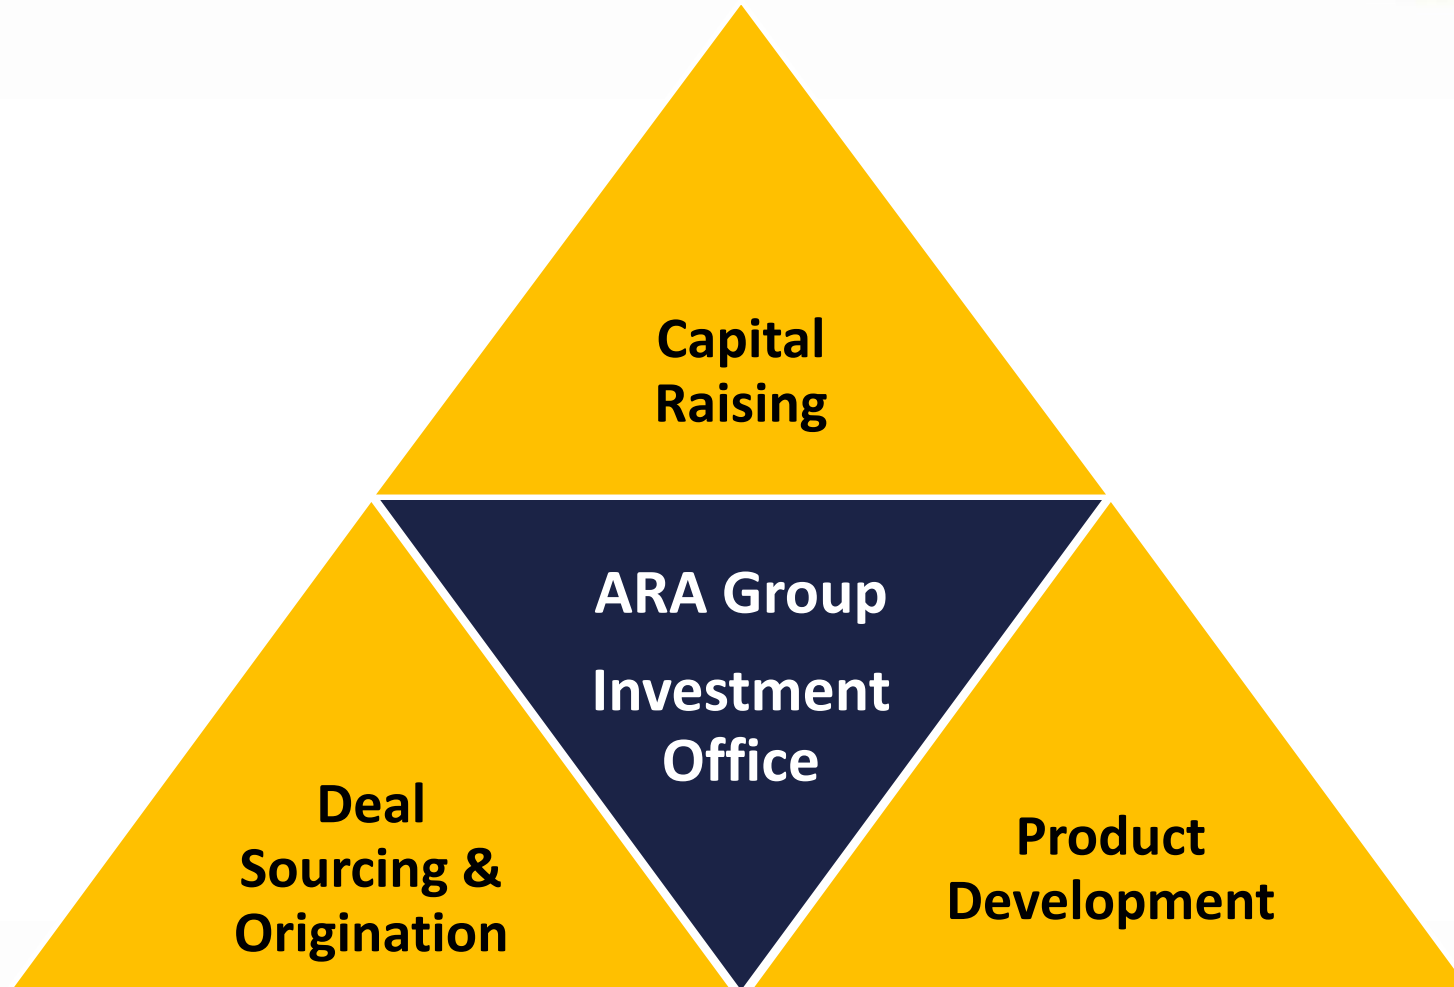 Capital
Raising
ARA Group
Investment
Office
Deal
Sourcing &
Origination
Product
Development